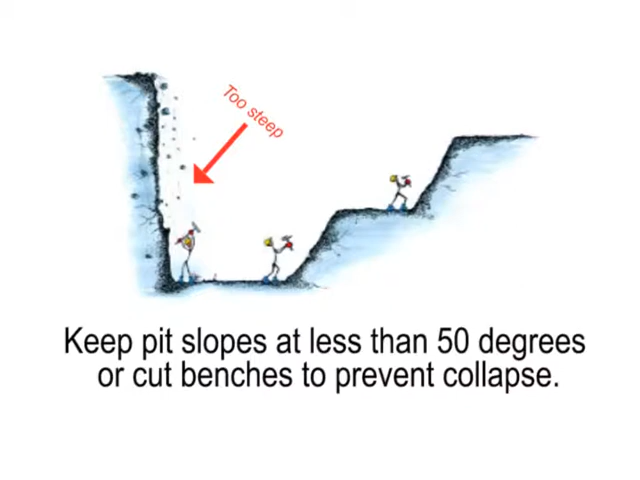 Too steep
Keep pit slopes at less than 50 degrees
or cut benches to prevent collapse.